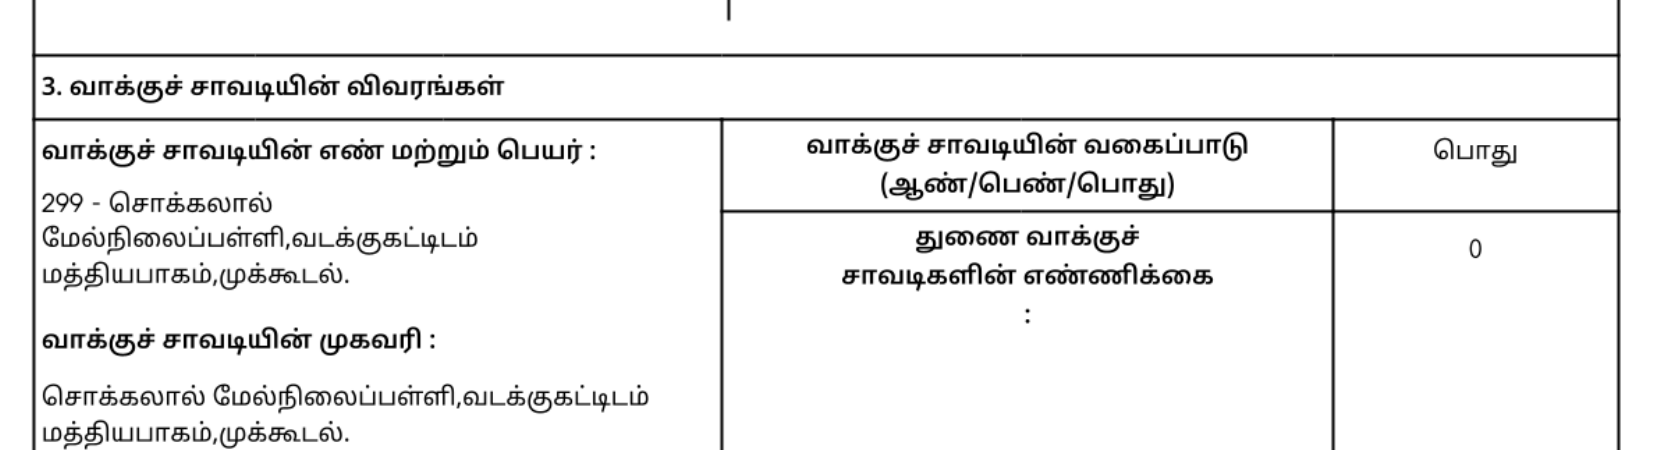 3. வாக்குச் சாவடியின் விவரங்கள்
வாக்குச் சாவடியின் எண் மற்றும் பெயர் :
299 - சொக்கலால்
மேல்நிலைப்பள்ளி,வடக்குகட்டிடம்
மத்தியபாகம்,முக்கூடல்.
வாக்குச் சாவடியின் முகவரி :
சொக்கலால் மேல்நிலைப்பள்ளி,வடக்குகட்டிடம்
மத்தியபாகம்,முக்கூடல்.
வாக்குச் சாவடியின் வகைப்பாடு
(ஆண்/பெண்/பொது)
பொது
துணை வாக்குச்
சாவடிகளின் எண்ணிக்கை
:
0